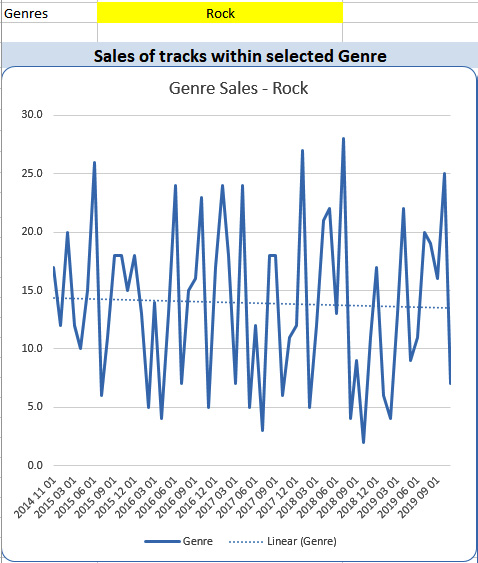 Genres Rock
Sales of tracks within selected Genre
Genre Sales - Rock
30.0
25.0
20.0
15.0
10.0
5.0
0.0
2014 11 01
2015 03 01
2015 06 01
2015 09 01
2015 12 01
2016 03 01
2016 06 01
2016 09 01
2016 12 01
2017 03 01
2017 06 01
2017 09 01
2017 12 01
2018 03 01
2018 06 01
2018 09 01
2018 12 01
2019 03 01
2019 06 01
2019 09 01
Genre Linear (Genre)